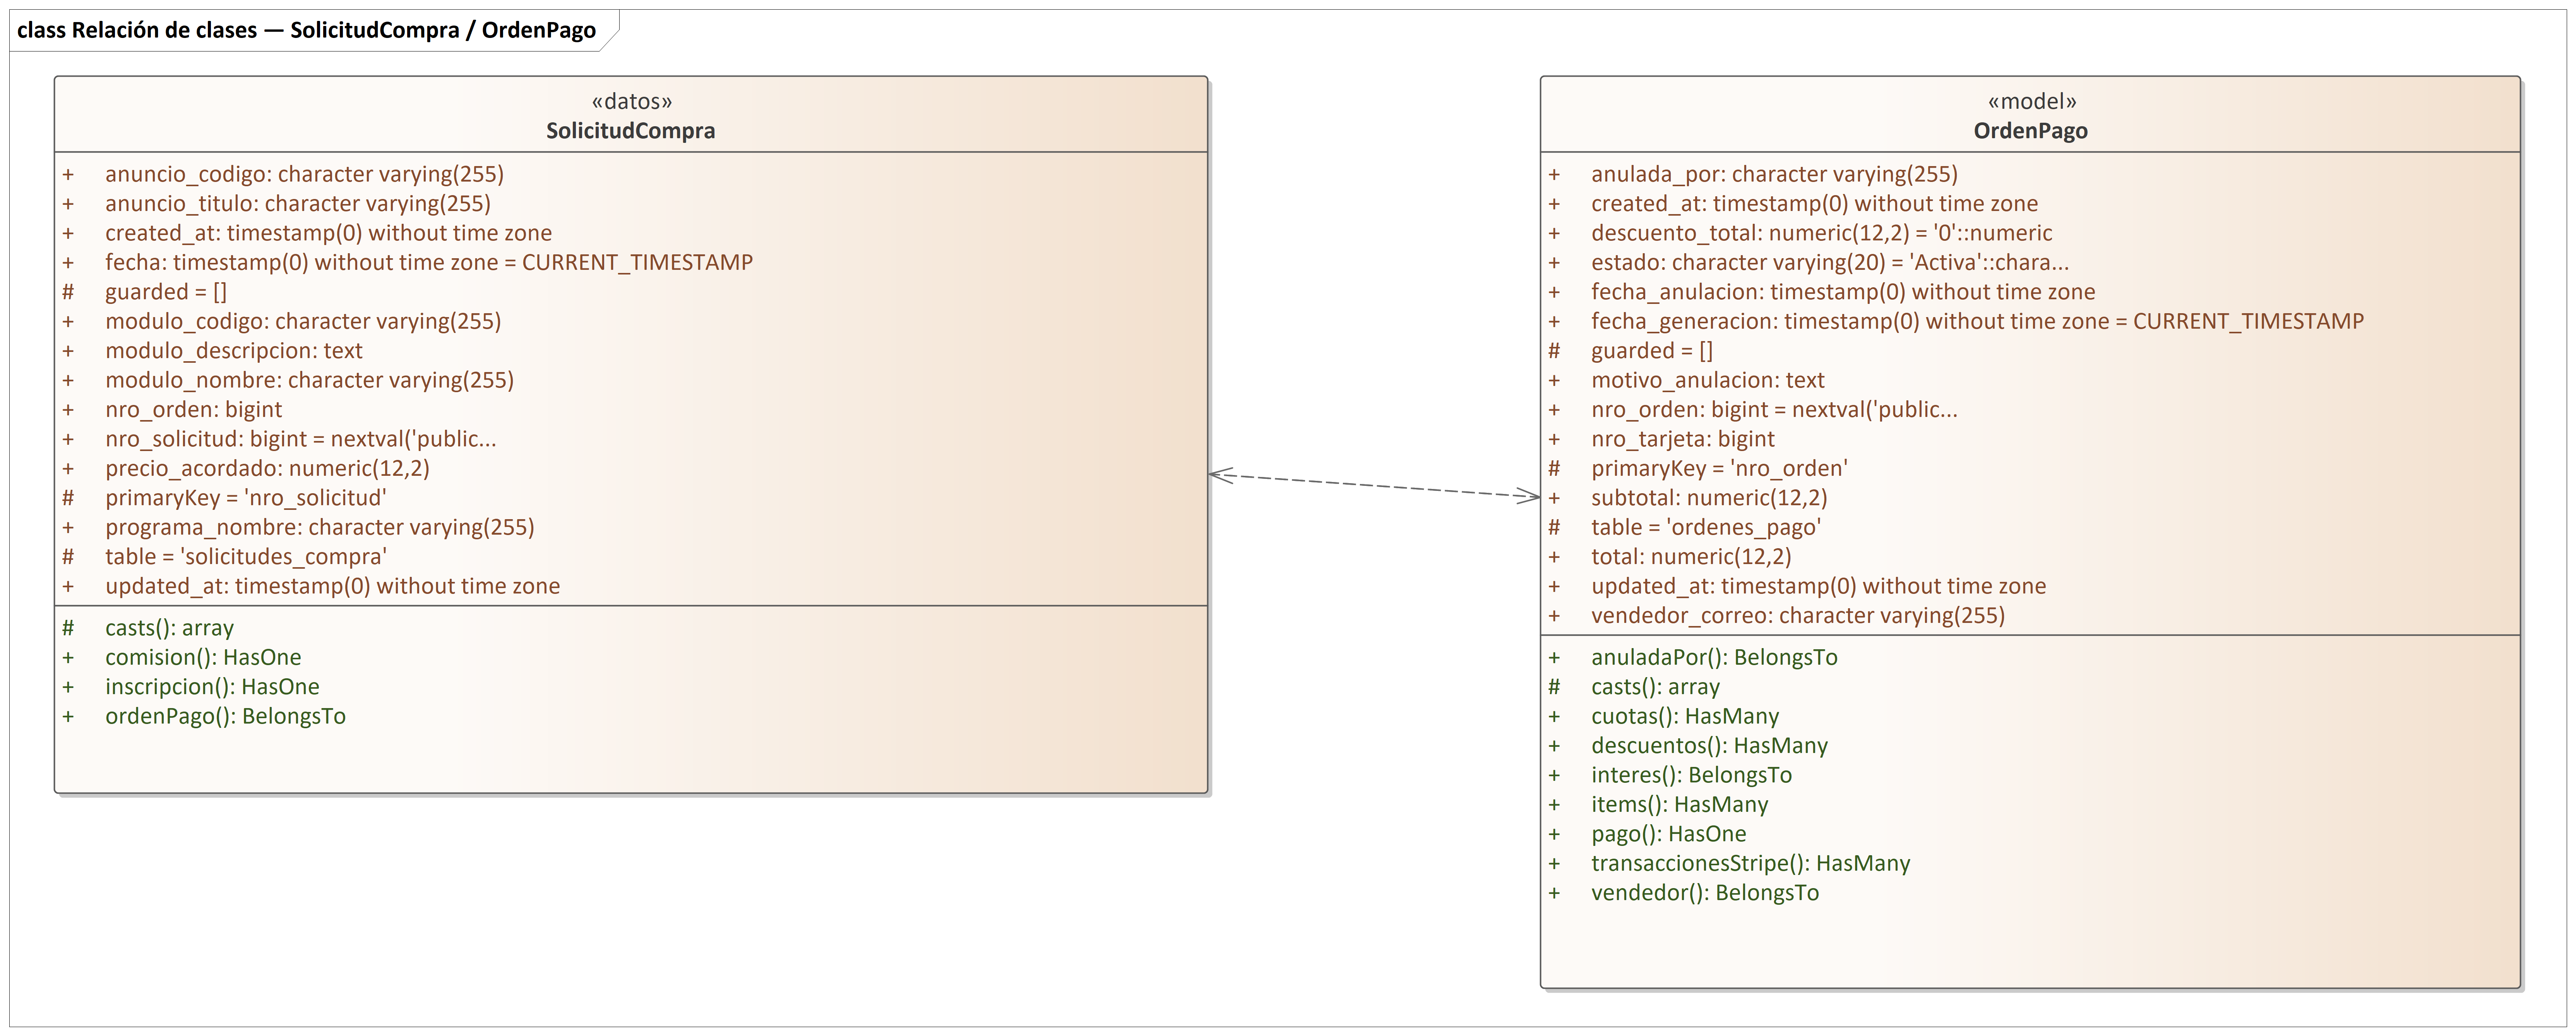 class Relación de clases — SolicitudCompra / OrdenPago
«datos»
SolicitudCompra
+ anuncio_codigo: character varying(255)
+ anuncio_titulo: character varying(255)
+ created_at: timestamp(0) without time zone
+ fecha: timestamp(0) without time zone = CURRENT_TIMESTAMP
# guarded = []
+ modulo_codigo: character varying(255)
+ modulo_descripcion: text
+ modulo_nombre: character varying(255)
+ nro_orden: bigint
+ nro_solicitud: bigint = nextval('public...
+ precio_acordado: numeric(12,2)
# primaryKey = 'nro_solicitud'
+ programa_nombre: character varying(255)
# table = 'solicitudes_compra'
+ updated_at: timestamp(0) without time zone
# casts(): array
+ comision(): HasOne
+ inscripcion(): HasOne
+ ordenPago(): BelongsTo
«model»
OrdenPago
+ anulada_por: character varying(255)
+ created_at: timestamp(0) without time zone
+ descuento_total: numeric(12,2) = '0'::numeric
+ estado: character varying(20) = 'Activa'::chara...
+ fecha_anulacion: timestamp(0) without time zone
+ fecha_generacion: timestamp(0) without time zone = CURRENT_TIMESTAMP
# guarded = []
+ motivo_anulacion: text
+ nro_orden: bigint = nextval('public...
+ nro_tarjeta: bigint
# primaryKey = 'nro_orden'
+ subtotal: numeric(12,2)
# table = 'ordenes_pago'
+ total: numeric(12,2)
+ updated_at: timestamp(0) without time zone
+ vendedor_correo: character varying(255)
+ anuladaPor(): BelongsTo
# casts(): array
+ cuotas(): HasMany
+ descuentos(): HasMany
+ interes(): BelongsTo
+ items(): HasMany
+ pago(): HasOne
+ transaccionesStripe(): HasMany
+ vendedor(): BelongsTo